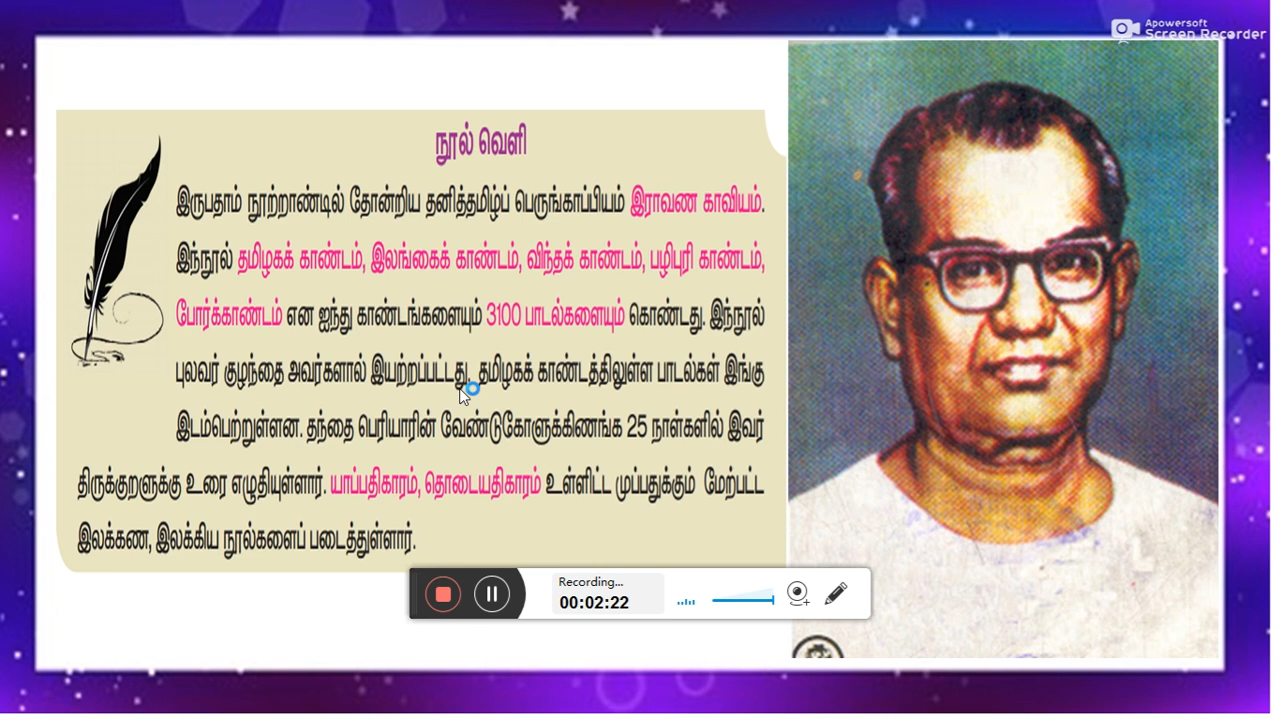 Apowersoft
Screen Recorder
நூல் வெளி
இருபதாம் நூற்றாண்டில் தோன்றிய தனித்தமிழ்ப் பெருங்காப்பியம் இராவண காவியம்.
இந்நூல் தமிழகக் காண்டம், இலங்கைக் காண்டம், விந்தக் காண்டம், பழிபுரி காண்டம்,
போர்க்காண்டம் என ஐந்து காண்டங்களையும் 3100 பாடல்களையும் கொண்டது. இந்நூல்
புலவர் குழந்தை அவர்களால் இயற்றப்பட்டது. தமிழகக் காண்டத்திலுள்ள பாடல்கள் இங்கு
இடம்பெற்றுள்ளன. தந்தை பெரியாரின் வேண்டுகோளுக்கிணங்க 25 நாள்களில் இவர்
திருக்குறளுக்கு உரை எழுதியுள்ளார். யாப்பதிகாரம், தொடையதிகாரம் உள்ளிட்ட முப்பதுக்கும் மேற்பட்ட
இலக்கண, இலக்கிய நூல்களைப் படைத்துள்ளார்.
Recording...
00:02:22